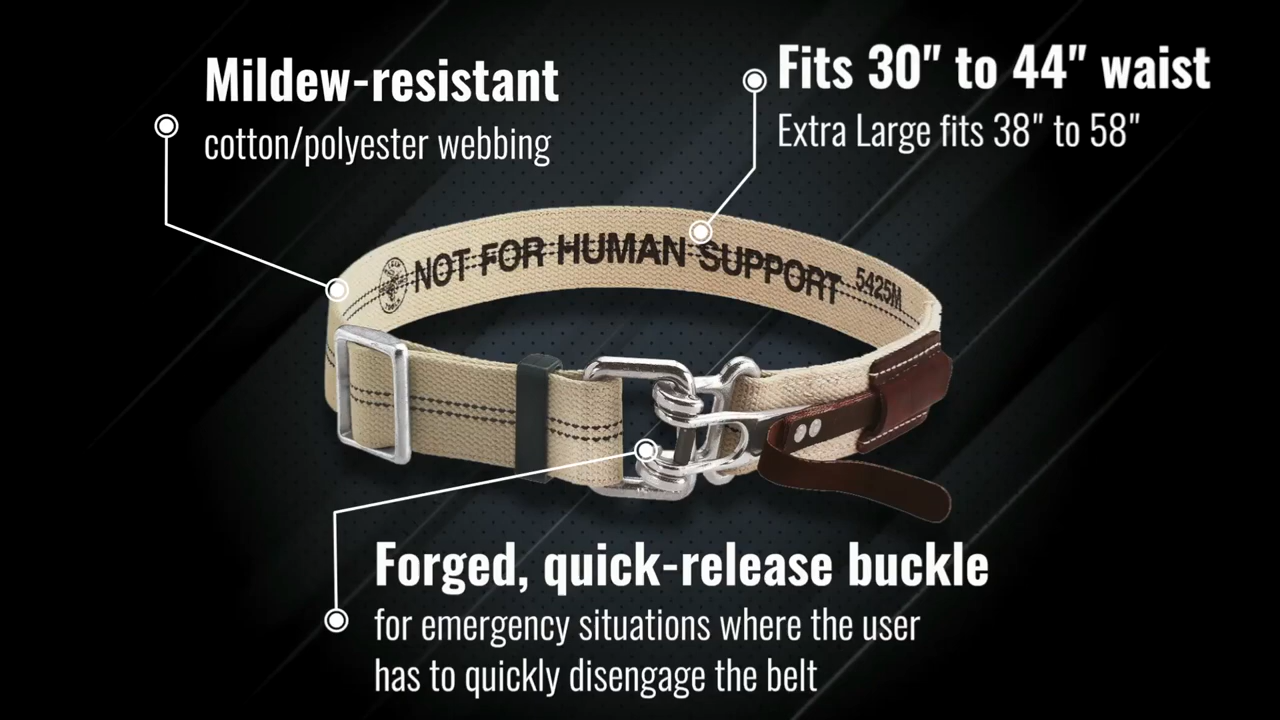 Mildew-resistant
cotton/polyester webbing
Fits 30" to 44" waist
Extra Large fits 38" to 58"
NOT FOR HUMAN SUPPORT 5425M
Forged, quick-release buckle
for emergency situations where the user
has to quickly disengage the belt